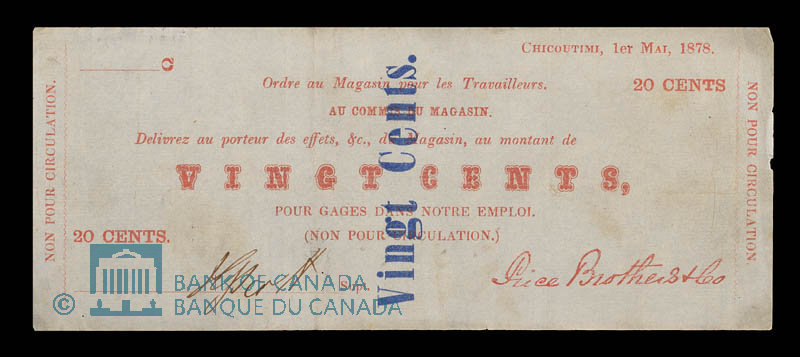 CHICOUTIMI, 1er MAI, 1878.
Ordre au Magasin pour les Travailleurs.
20 CENTS
AU COMMIS DU MAGASIN.
Delivrez au porteur des effets, &c., du Magasin, au montant de
VINGT CENTS,
POUR GAGES DANS NOTRE EMPLOI.
20 CENTS.
(NON POUR CIRCULATION.)
Sup.
Price Brothers & Co
Vingt Cents.
NON POUR CIRCULATION.
NON POUR CIRCULATION.
© BANK OF CANADA
BANQUE DU CANADA